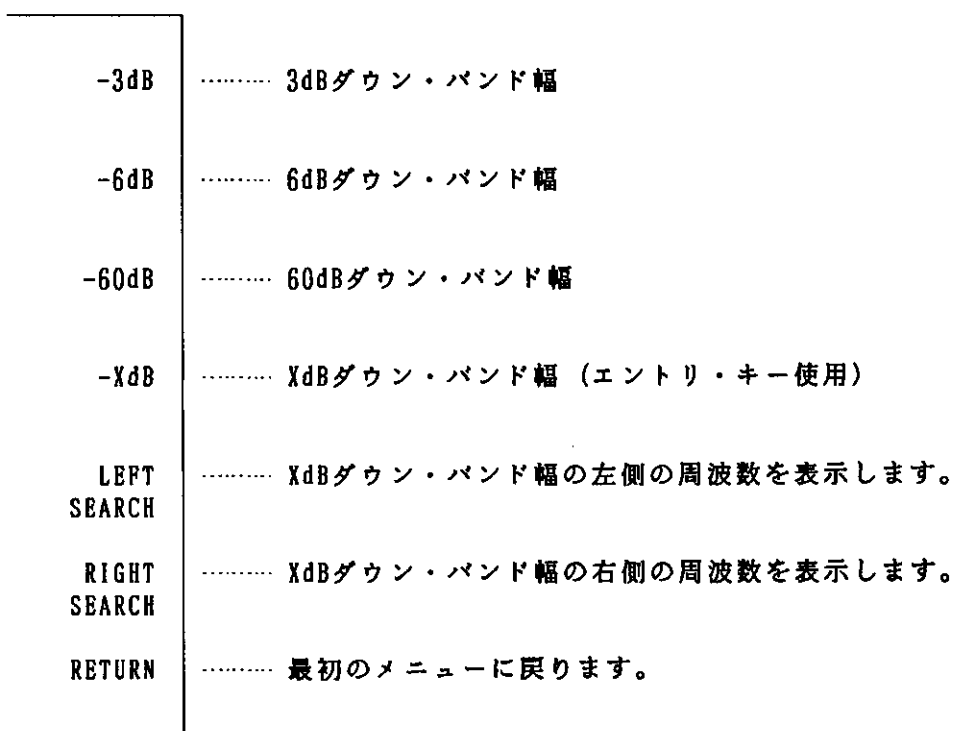 -3dB ……… 3dBダウン・バンド幅
-6dB ……… 6dBダウン・バンド幅
-60dB ……… 60dBダウン・バンド幅
-XdB ……… XdBダウン・バンド幅 (エントリ・キー使用)
LEFT ……… XdBダウン・バンド幅の左側の周波数を表示します。
SEARCH
RIGHT ……… XdBダウン・バンド幅の右側の周波数を表示します。
SEARCH
RETURN ……… 最初のメニューに戻ります。